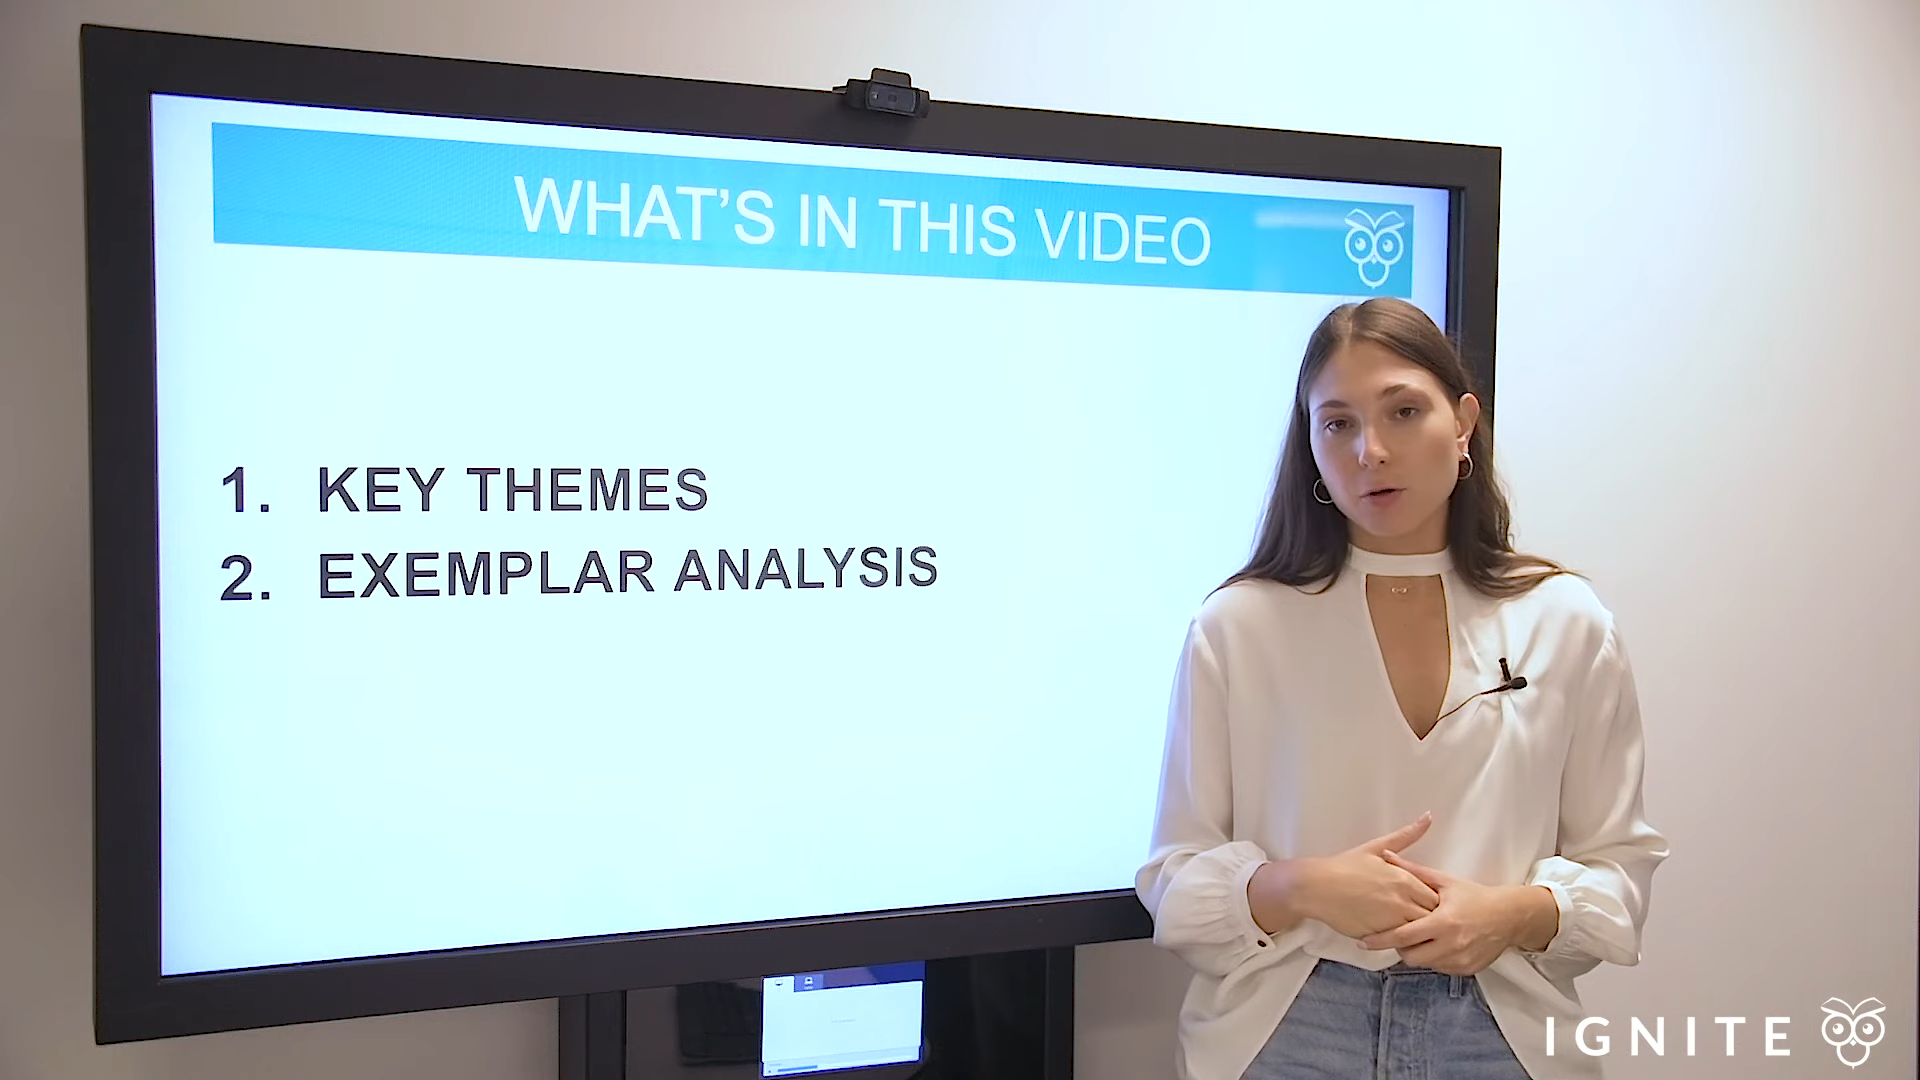 WHAT'S IN THIS VIDEO
1. KEY THEMES
2. EXEMPLAR ANALYSIS
IGNITE